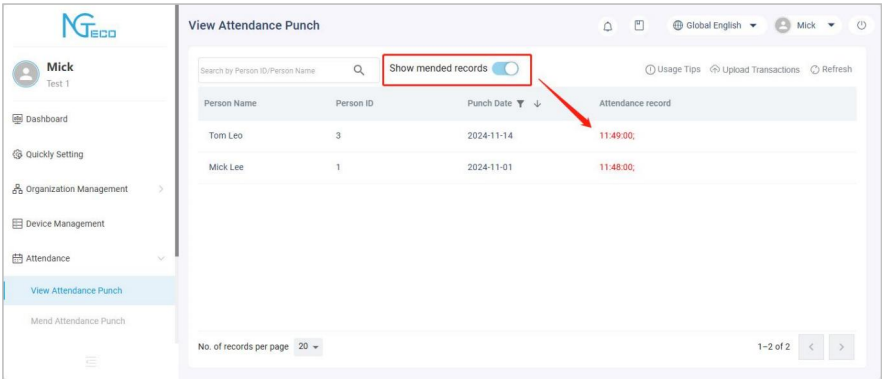 NGTECO
Mick
Test 1
Dashboard
Quickly Setting
Organization Management
Device Management
Attendance
View Attendance Punch
Mend Attendance Punch
View Attendance Punch
Global English
Mick
Search by Person ID/Person Name
Show mended records
Usage Tips
Upload Transactions
Refresh
Person Name Person ID Punch Date Attendance record
Tom Leo 3 2024-11-14 11:49:00;
Mick Lee 1 2024-11-01 11:48:00;
No. of records per page 20
1–2 of 2